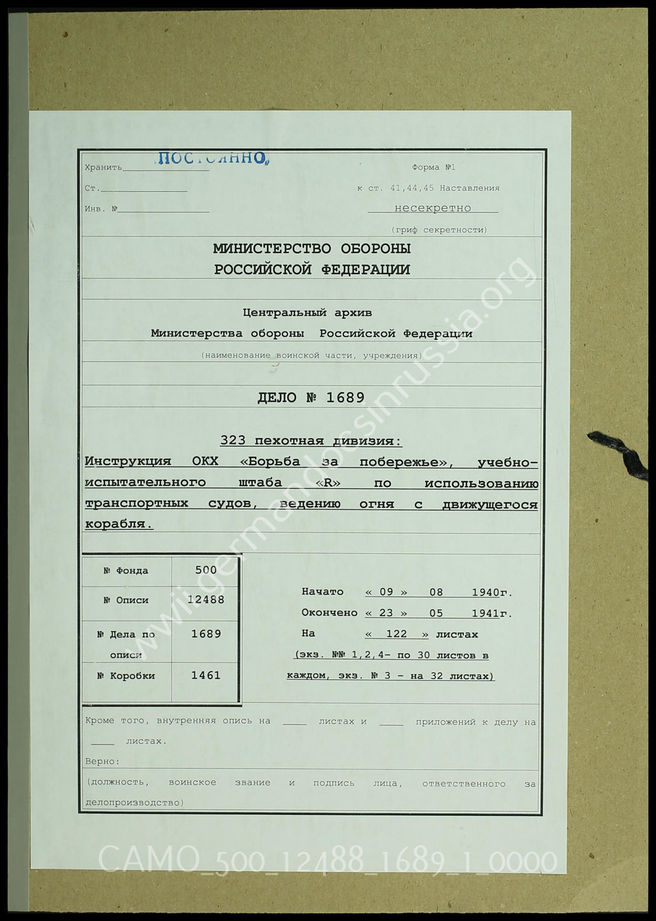 „ПОСТОЯННО„
Хранить
Форма №1
Ст.
к ст. 41,44,45 Наставления
Инв. №
несекретно
(гриф секретности)
МИНИСТЕРСТВО ОБОРОНЫ
РОССИЙСКОЙ ФЕДЕРАЦИИ
Центральный архив
Министерства обороны Российской Федерации
(наименование воинской части, учреждения)
ДЕЛО № 1689
323 пехотная дивизия:
Инструкция ОКХ «Борьба за побережье», учебно-
испытательного штаба «R» по использованию
транспортных судов, ведению огня с движущегося
корабля.
№ Фонда 500
№ Описи 12488
№ Дела по описи 1689
№ Коробки 1461
Начато « 09 » 08 1940г.
Окончено « 23 » 05 1941г.
На « 122 » листах
(экз. №№ 1,2,4- по 30 листов в
каждом, экз. № 3 - на 32 листах)
Кроме того, внутренняя опись на ____ листах и ____ приложений к делу на
____ листах.
Верно:
(должность, воинское звание и подпись лица, ответственного за
делопроизводство)
www.germandocsinrussia.org
CAMO_500_12488_1689_1_0000